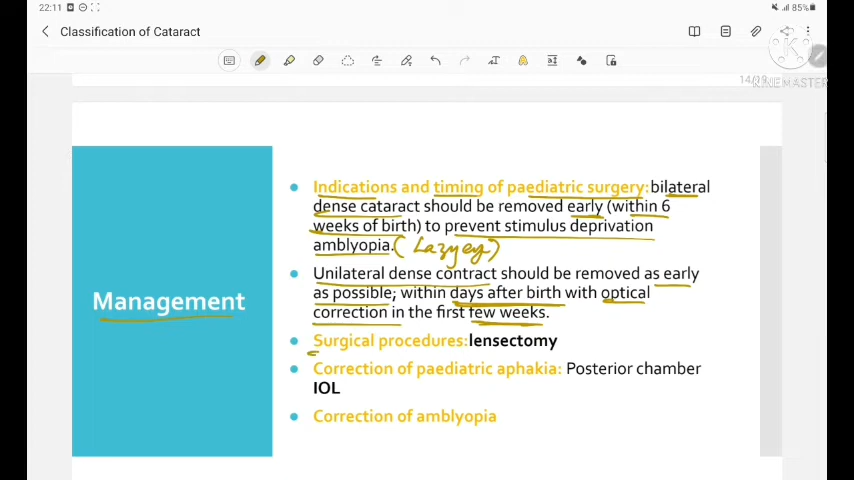 22:11
85%
Classification of Cataract
14/19
KINEMASTER
Indications and timing of paediatric surgery: bilateral
dense cataract should be removed early (within 6
weeks of birth) to prevent stimulus deprivation
amblyopia. (Lazy eye)
Unilateral dense contract should be removed as early
as possible; within days after birth with optical
correction in the first few weeks.
Management
Surgical procedures:lensectomy
Correction of paediatric aphakia: Posterior chamber
IOL
Correction of amblyopia